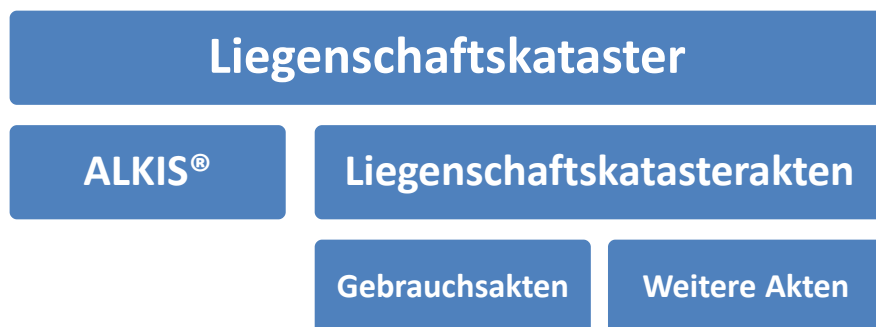 Liegenschaftskataster
ALKIS®
Liegenschaftskatasterakten
Gebrauchsakten
Weitere Akten